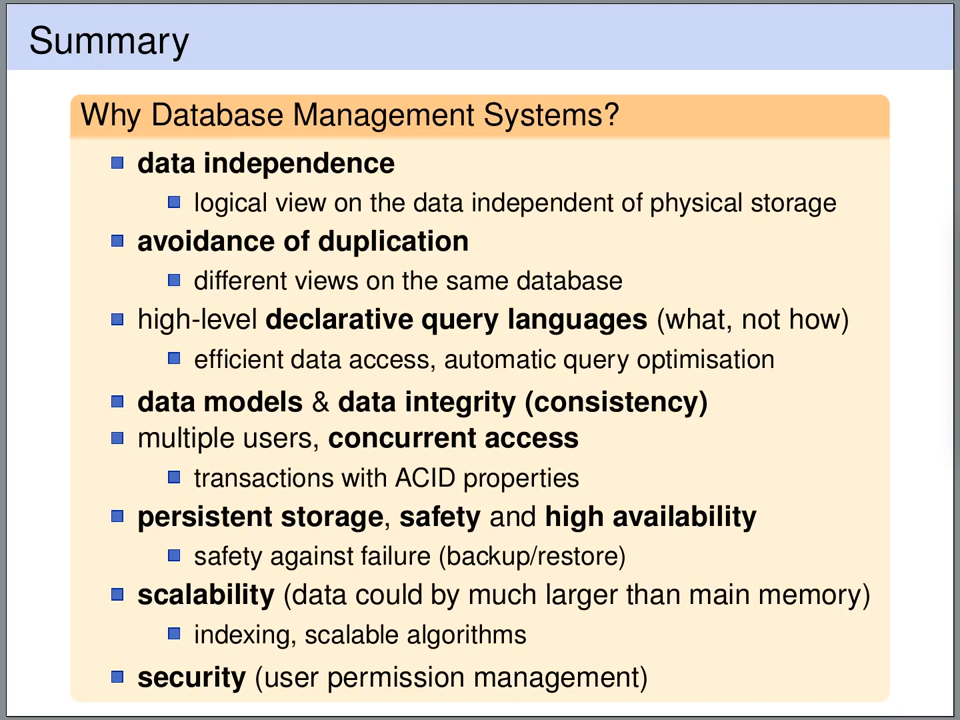 Summary
Why Database Management Systems?
data independence
logical view on the data independent of physical storage
avoidance of duplication
different views on the same database
high-level declarative query languages (what, not how)
efficient data access, automatic query optimisation
data models & data integrity (consistency)
multiple users, concurrent access
transactions with ACID properties
persistent storage, safety and high availability
safety against failure (backup/restore)
scalability (data could by much larger than main memory)
indexing, scalable algorithms
security (user permission management)